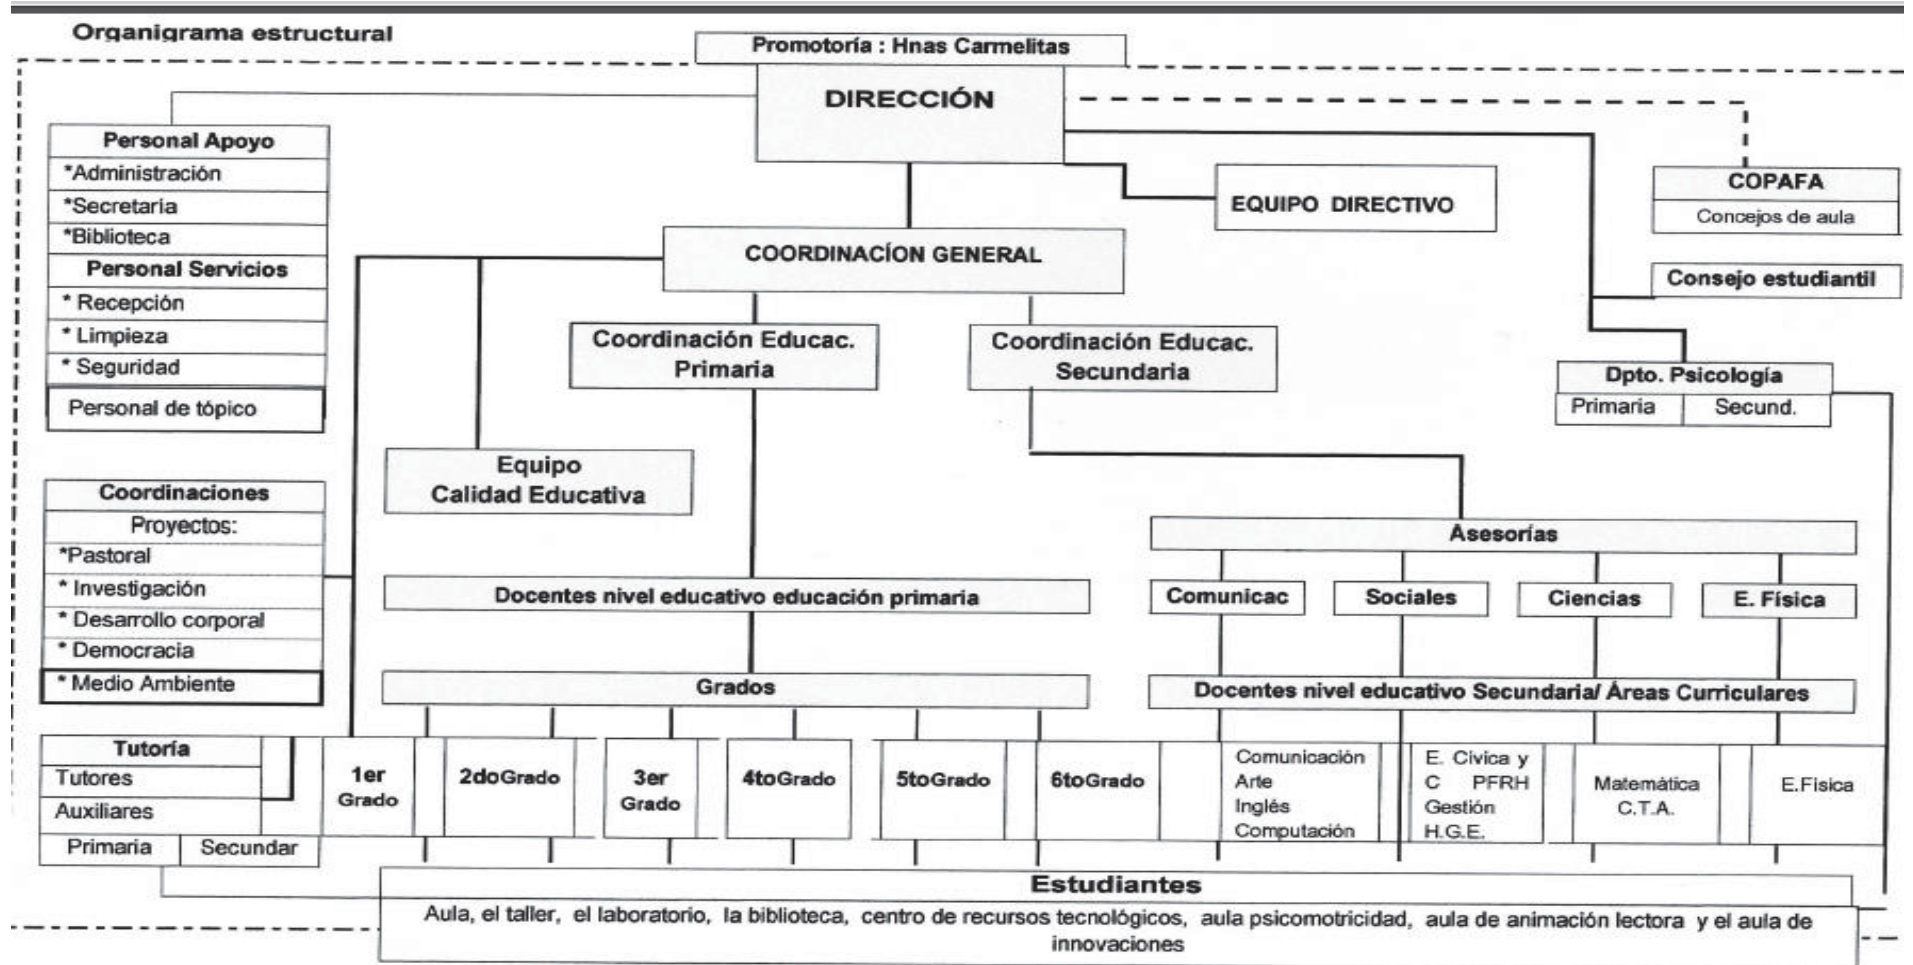 Organigrama estructural
Promotoría : Hnas Carmelitas
DIRECCIÓN
Personal Apoyo
*Administración
*Secretaria
*Biblioteca
Personal Servicios
* Recepción
* Limpieza
* Seguridad
Personal de tópico
EQUIPO DIRECTIVO
COPAFA
Concejos de aula
COORDINACÍON GENERAL
Consejo estudiantil
Coordinación Educac.
Primaria
Coordinación Educac.
Secundaria
Dpto. Psicología
Primaria
Secund.
Equipo
Calidad Educativa
Coordinaciones
Proyectos:
*Pastoral
* Investigación
* Desarrollo corporal
* Democracia
* Medio Ambiente
Asesorías
Docentes nivel educativo educación primaria
Comunicac
Sociales
Ciencias
E. Física
Grados
Docentes nivel educativo Secundaria/ Áreas Curriculares
Tutoría
Tutores
Auxiliares
Primaria
Secundar
1er
Grado
2doGrado
3er
Grado
4toGrado
5toGrado
6toGrado
Comunicación
Arte
Inglés
Computación
E. Cívica y
C PFRH
Gestión
H.G.E.
Matemática
C.T.A.
E.Fisica
Estudiantes
Aula, el taller, el laboratorio, la biblioteca, centro de recursos tecnológicos, aula psicomotricidad, aula de animación lectora y el aula de
innovaciones